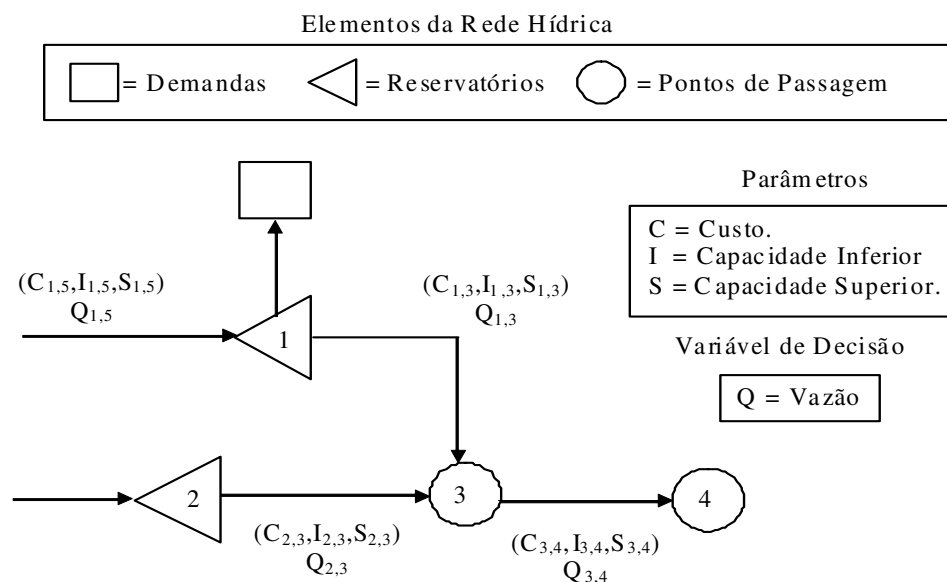 Elementos da Rede Hídrica
= Demandas = Reservatórios = Pontos de Passagem
Parâmetros
C = Custo.
I = Capacidade Inferior
S = Capacidade Superior.
(C1,5,I1,5,S1,5)
Q1,5
(C1,3,I1,3,S1,3)
Q1,3
1
Variável de Decisão
Q = Vazão
2
3
4
(C2,3,I2,3,S2,3)
Q2,3
(C3,4,I3,4,S3,4)
Q3,4